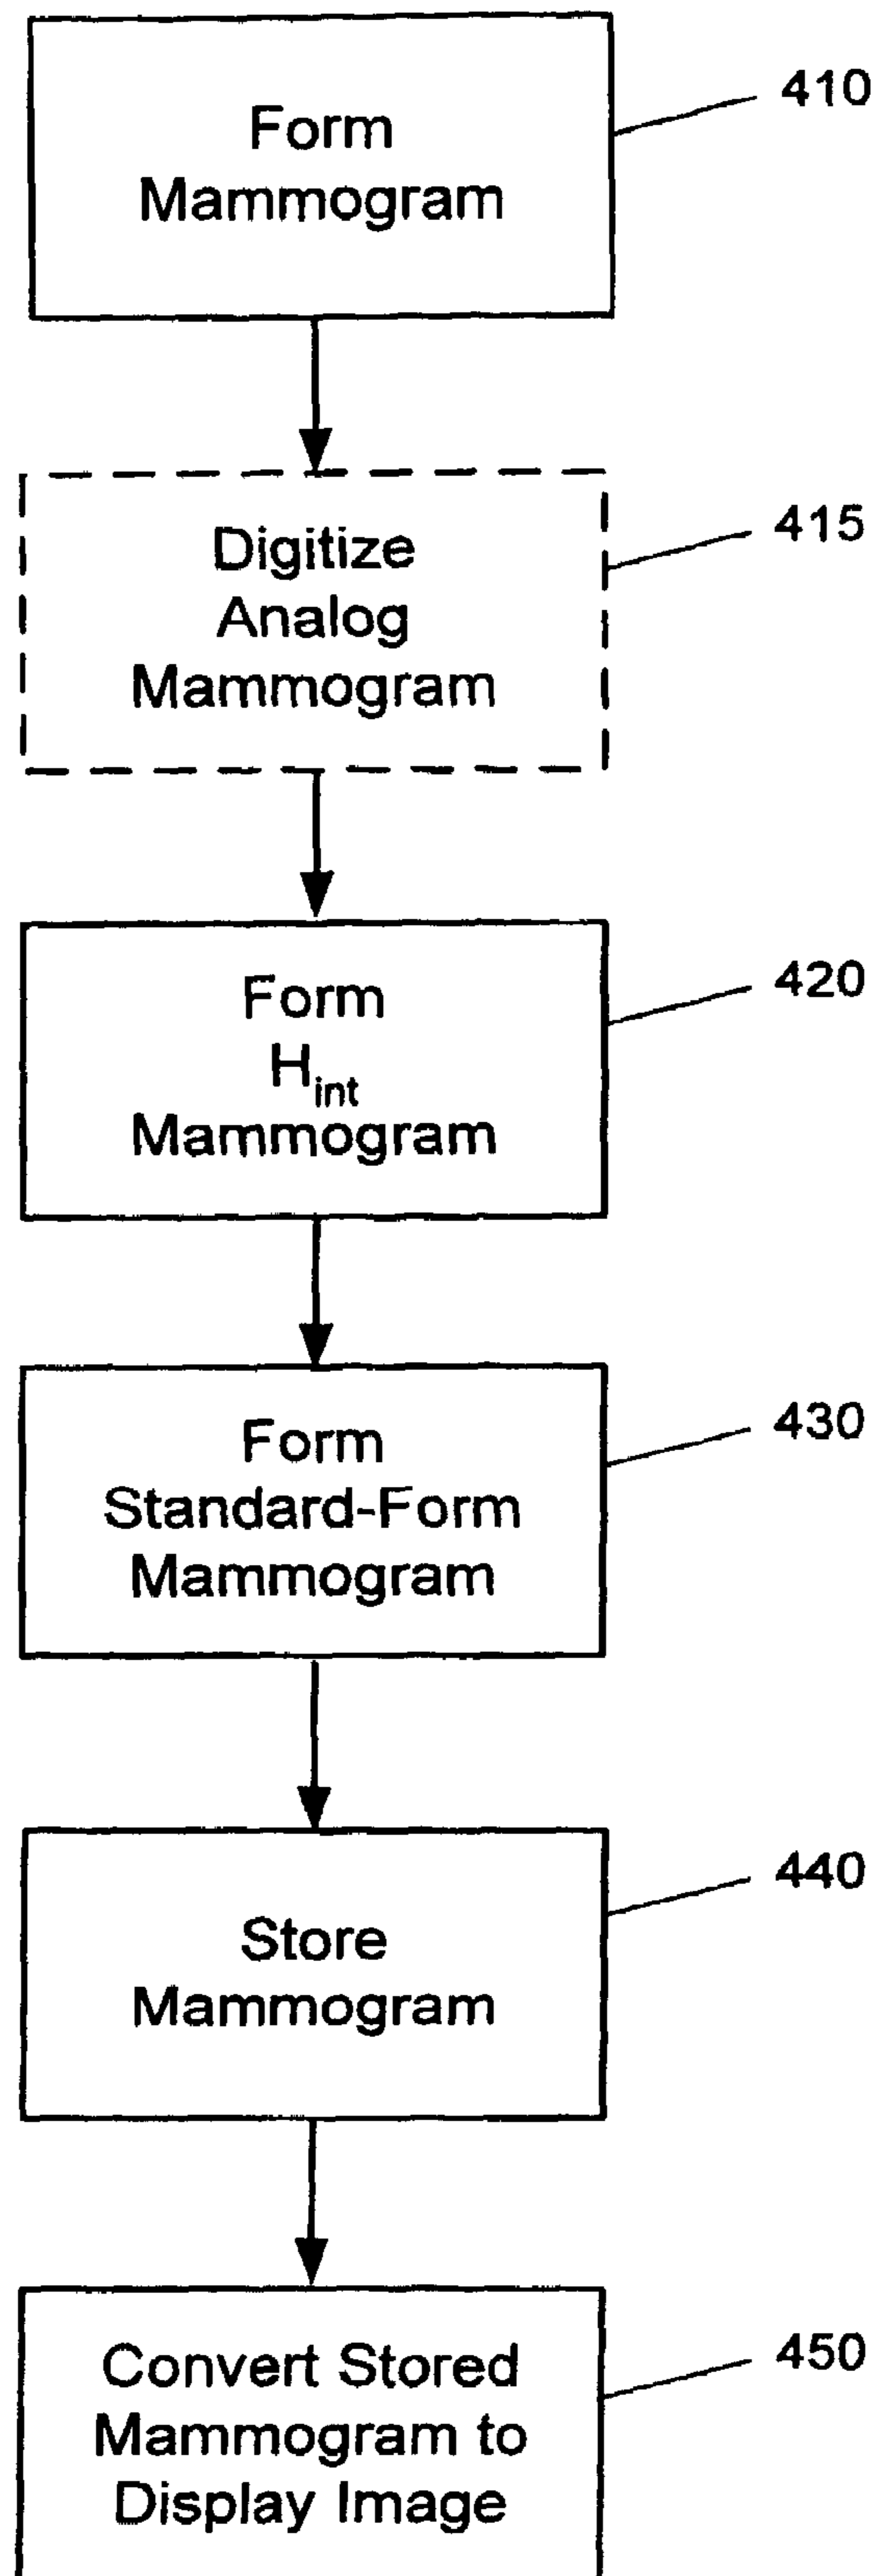 Form
Mammogram
410
Digitize
Analog
Mammogram
415
Form
H_int
Mammogram
420
Form
Standard-Form
Mammogram
430
Store
Mammogram
440
Convert Stored
Mammogram to
Display Image
450